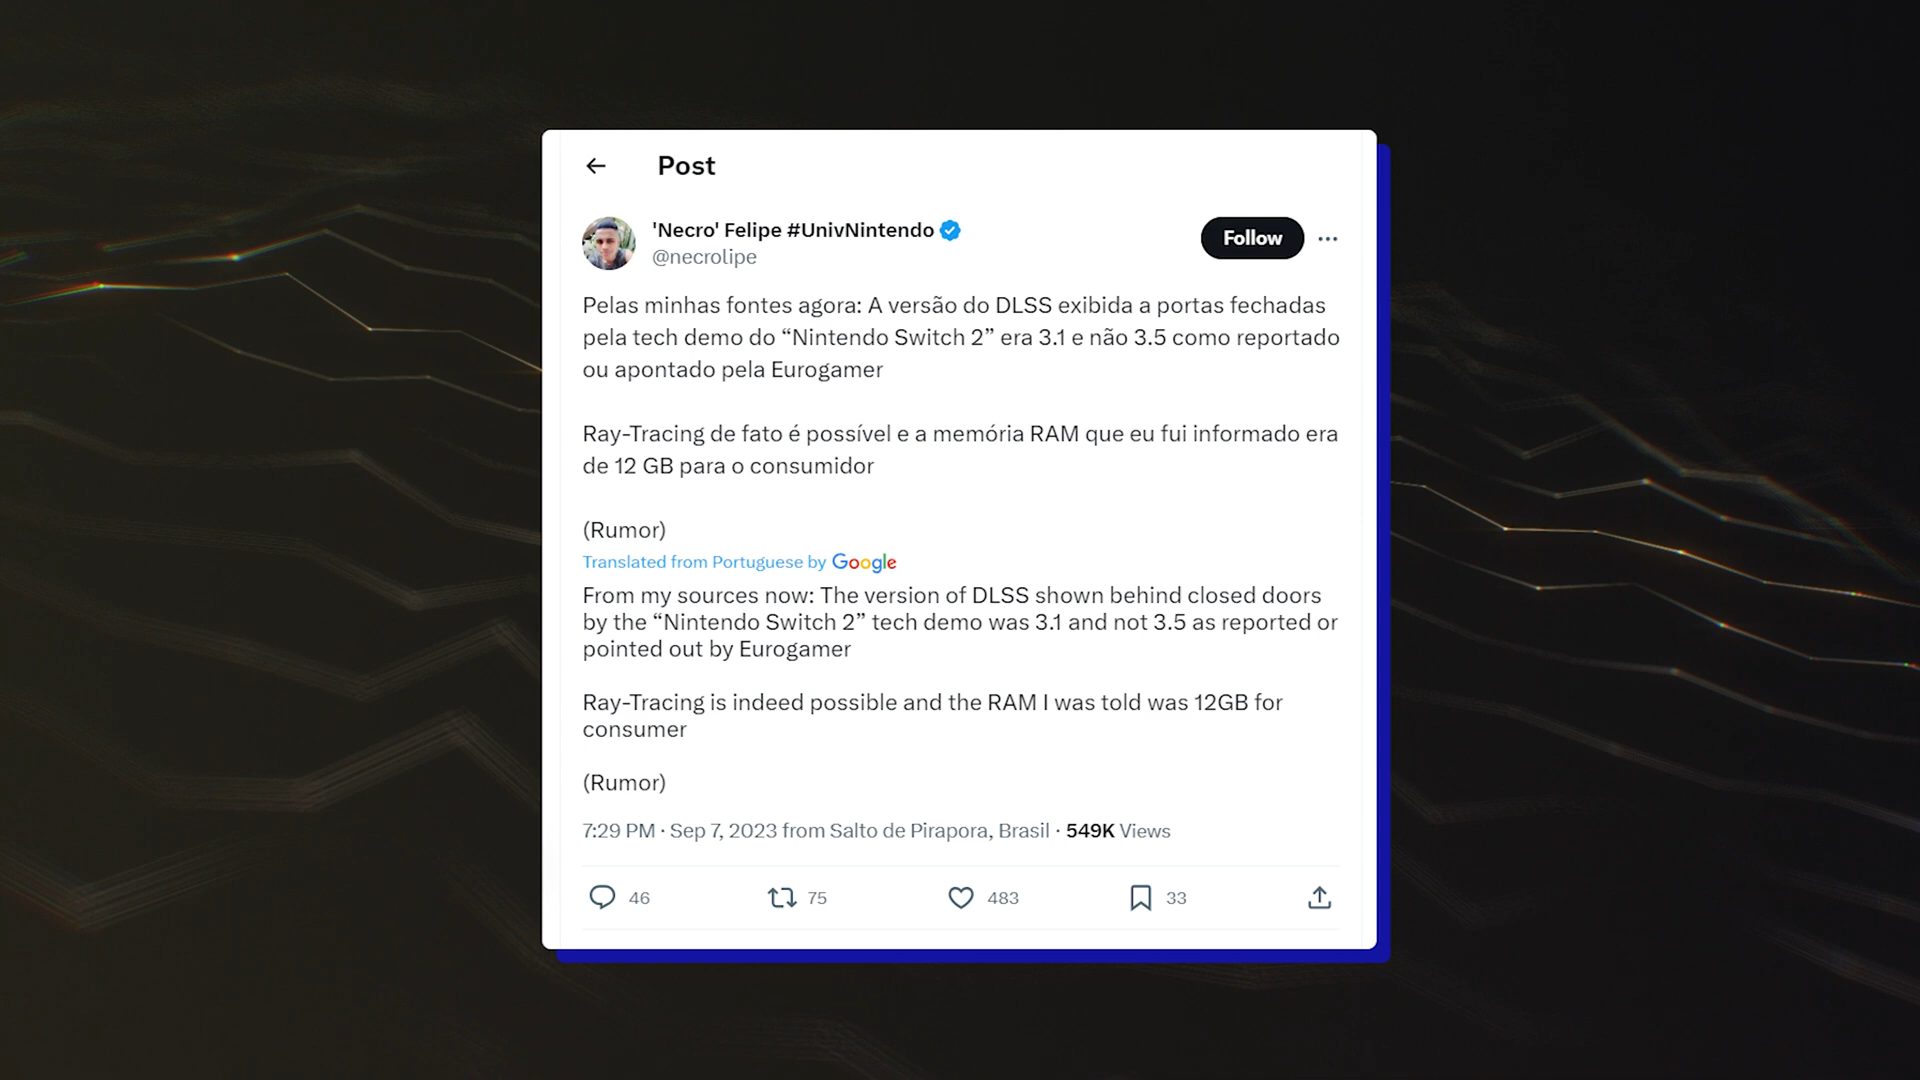 Post
'Necro' Felipe #UnivNintendo
@necrolipe
Follow
Pelas minhas fontes agora: A versão do DLSS exibida a portas fechadas
pela tech demo do “Nintendo Switch 2” era 3.1 e não 3.5 como reportado
ou apontado pela Eurogamer
Ray-Tracing de fato é possível e a memória RAM que eu fui informado era
de 12 GB para o consumidor
(Rumor)
Translated from Portuguese by Google
From my sources now: The version of DLSS shown behind closed doors
by the “Nintendo Switch 2” tech demo was 3.1 and not 3.5 as reported or
pointed out by Eurogamer
Ray-Tracing is indeed possible and the RAM I was told was 12GB for
consumer
(Rumor)
7:29 PM · Sep 7, 2023 from Salto de Pirapora, Brasil · 549K Views
46 75 483 33